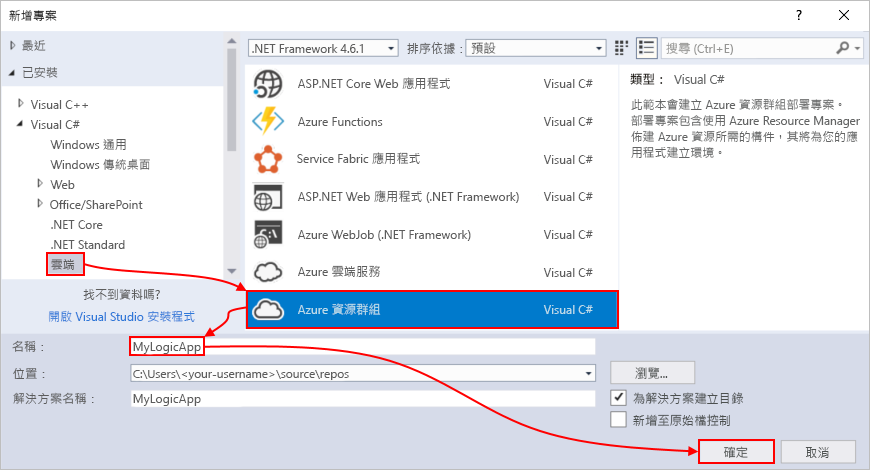 新增專案
?
最近
已安裝
Visual C++
Visual C#
Windows 通用
Windows 傳統桌面
Web
Office/SharePoint
.NET Core
.NET Standard
雲端
找不到資料嗎?
開啟 Visual Studio 安裝程式
.NET Framework 4.6.1
排序依據：
預設
搜尋 (Ctrl+E)
ASP.NET Core Web 應用程式 Visual C#
Azure Functions Visual C#
Service Fabric 應用程式 Visual C#
ASP.NET Web 應用程式 (.NET Framework) Visual C#
Azure WebJob (.NET Framework) Visual C#
Azure 雲端服務 Visual C#
Azure 資源群組 Visual C#
類型： Visual C#
此範本會建立 Azure 資源群組部署專案。
部署專案包含使用 Azure Resource Manager
佈建 Azure 資源所需的構件，其將為您的應
用程式建立環境。
名稱： MyLogicApp
位置： C:\Users\<your-username>\source\repos
瀏覽...
解決方案名稱： MyLogicApp
為解決方案建立目錄
新增至原始檔控制
確定
取消